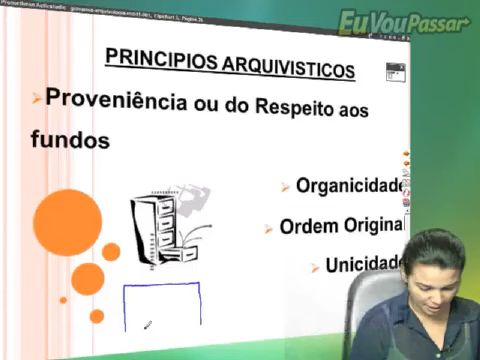 EuVouPassar
PRINCIPIOS ARQUIVISTICOS
Proveniência ou do Respeito aos
fundos
Organicidade
Ordem Original
Unicidade